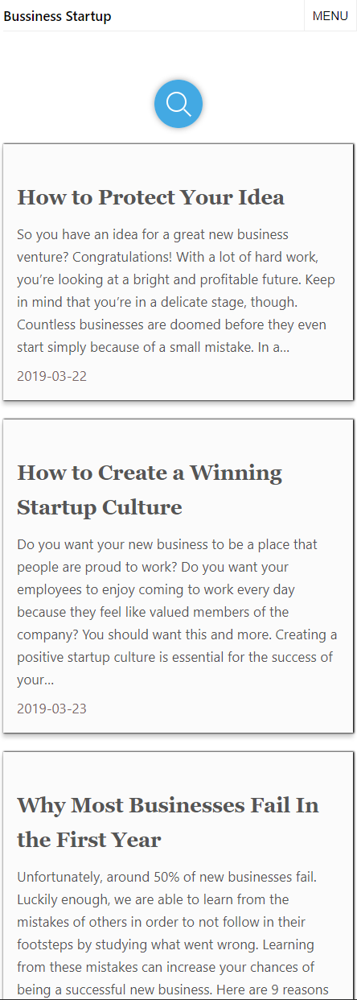 Bussiness Startup
MENU
How to Protect Your Idea
So you have an idea for a great new business
venture? Congratulations! With a lot of hard work,
you’re looking at a bright and profitable future. Keep
in mind that you’re in a delicate stage, though.
Countless businesses are doomed before they even
start simply because of a small mistake. In a...
2019-03-22
How to Create a Winning
Startup Culture
Do you want your new business to be a place that
people are proud to work? Do you want your
employees to enjoy coming to work every day
because they feel like valued members of the
company? You should want this and more. Creating a
positive startup culture is essential for the success of
your...
2019-03-23
Why Most Businesses Fail In
the First Year
Unfortunately, around 50% of new businesses fail.
Luckily enough, we are able to learn from the
mistakes of others in order to not follow in their
footsteps by studying what went wrong. Learning
from these mistakes can increase your chances of
being a successful new business. Here are 9 reasons